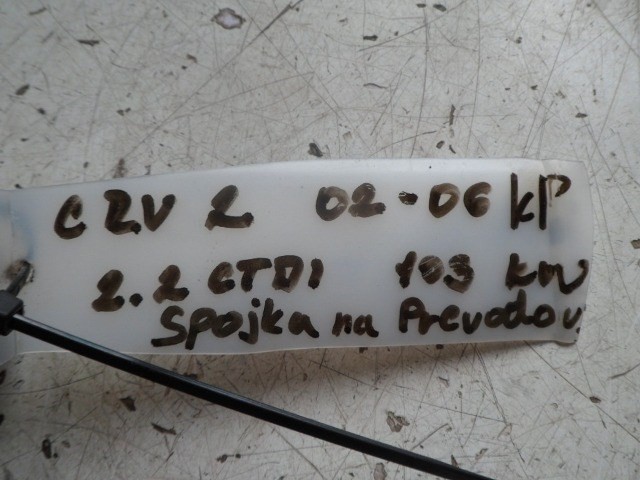 CRV 2 02-06 KP
2.2 CTDI 103 KW
Spojka na Prevodov.